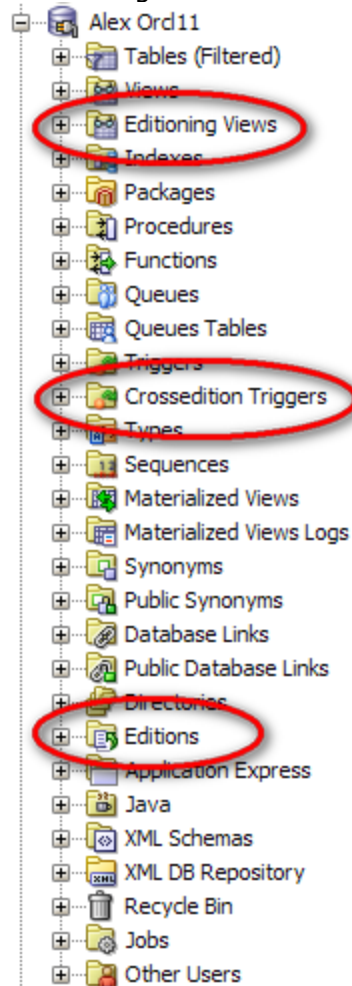 Alex Orcl11
Tables (Filtered)
Views
Editioning Views
Indexes
Packages
Procedures
Functions
Queues
Queues Tables
Triggers
Crossedition Triggers
Types
Sequences
Materialized Views
Materialized Views Logs
Synonyms
Public Synonyms
Database Links
Public Database Links
Directories
Editions
Application Express
Java
XML Schemas
XML DB Repository
Recycle Bin
Jobs
Other Users